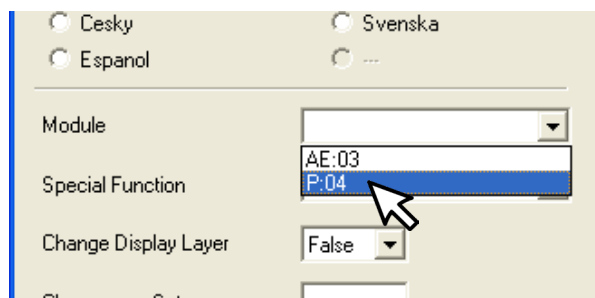 Cesky Svenska
Espanol ---
Module
AE:03
Special Function P:04
Change Display Layer False